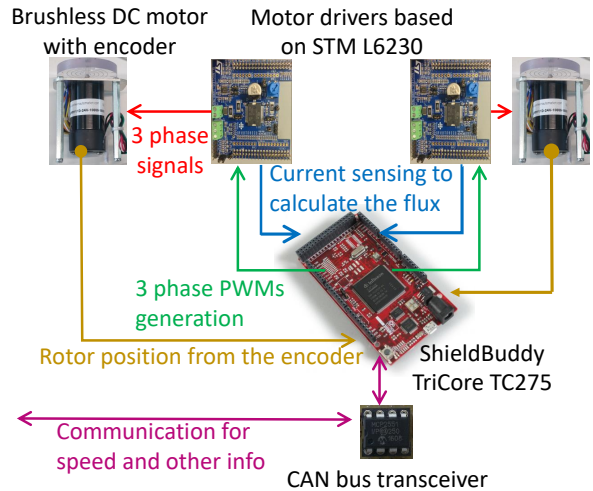 Brushless DC motor
with encoder
Motor drivers based
on STM L6230
3 phase
signals
Current sensing to
calculate the flux
3 phase PWMs
generation
Rotor position from the encoder
ShieldBuddy
TriCore TC275
Communication for
speed and other info
MCP2551
CAN bus transceiver